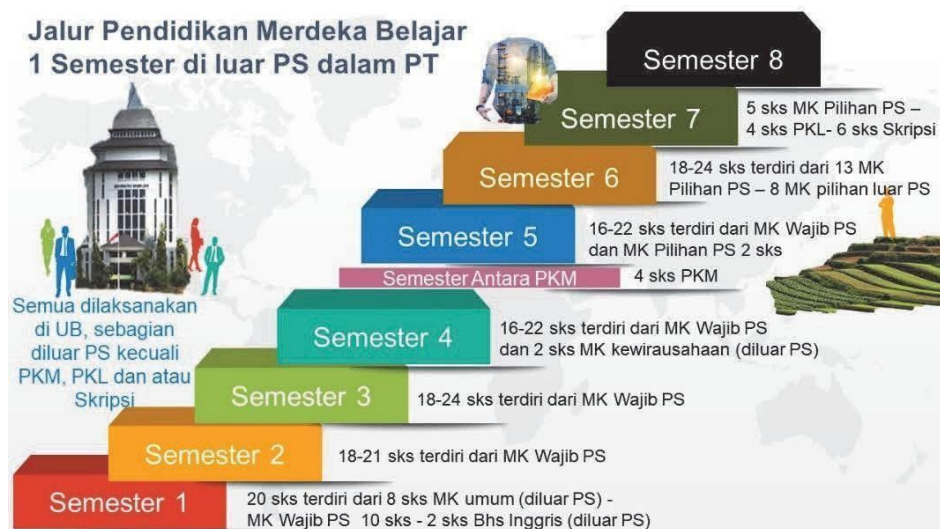 Jalur Pendidikan Merdeka Belajar
1 Semester di luar PS dalam PT
Semester 8
Semester 7
5 sks MK Pilihan PS –
4 sks PKL- 6 sks Skripsi
Semester 6
18-24 sks terdiri dari 13 MK
Pilihan PS – 8 MK pilihan luar PS
Semester 5
16-22 sks terdiri dari MK Wajib PS
dan MK Pilihan PS 2 sks
Semester Antara PKM
4 sks PKM
Semester 4
16-22 sks terdiri dari MK Wajib PS
dan 2 sks MK kewirausahaan (diluar PS)
Semester 3
18-24 sks terdiri dari MK Wajib PS
Semester 2
18-21 sks terdiri dari MK Wajib PS
Semester 1
20 sks terdiri dari 8 sks MK umum (diluar PS) -
MK Wajib PS 10 sks - 2 sks Bhs Inggris (diluar PS)
Semua dilaksanakan
di UB, sebagian
diluar PS kecuali
PKM, PKL dan atau
Skripsi